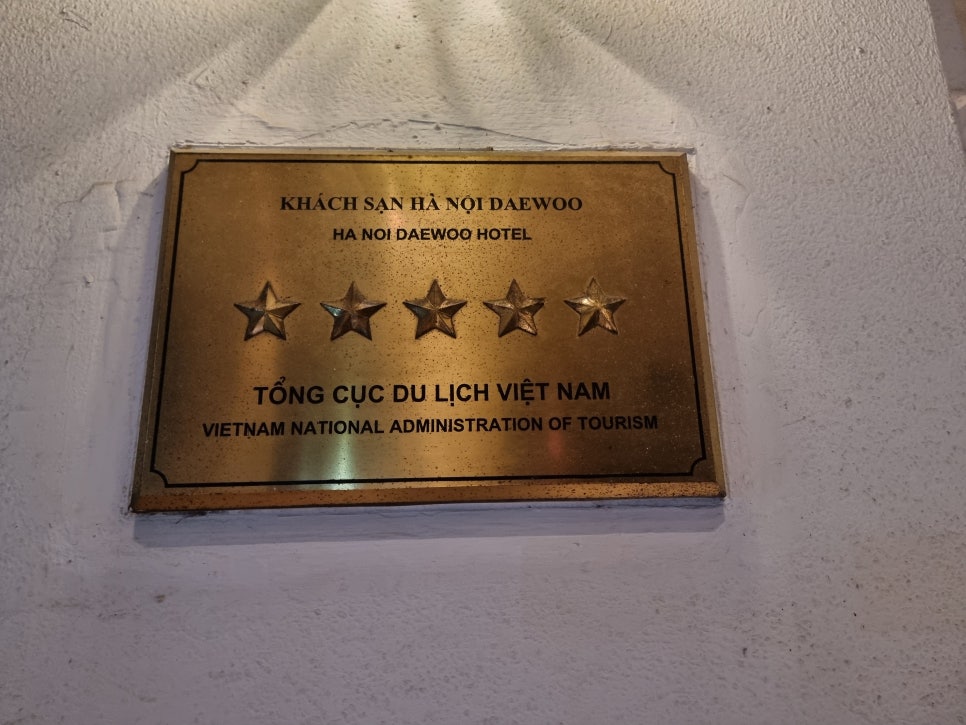 KHÁCH SẠN HÀ NỘI DAEWOO
HA NOI DAEWOO HOTEL
TỔNG CỤC DU LỊCH VIỆT NAM
VIETNAM NATIONAL ADMINISTRATION OF TOURISM